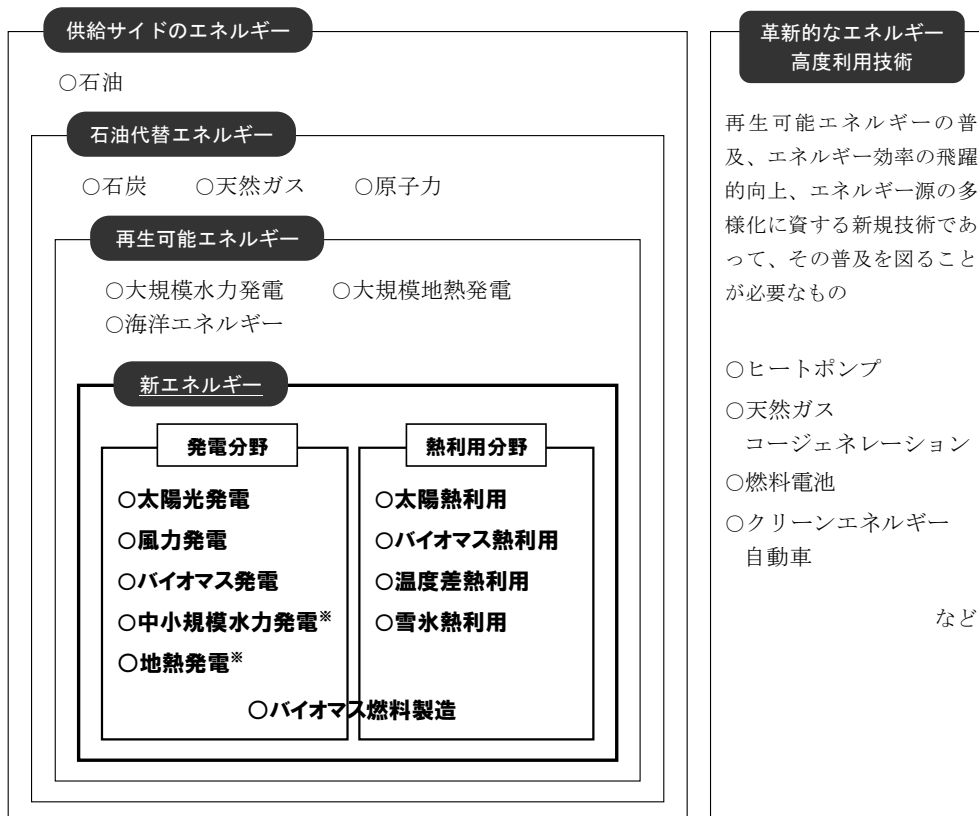 供給サイドのエネルギー
○石油
石油代替エネルギー
○石炭　○天然ガス　○原子力
再生可能エネルギー
○大規模水力発電　○大規模地熱発電
○海洋エネルギー
新エネルギー
発電分野
○太陽光発電
○風力発電
○バイオマス発電
○中小規模水力発電※
○地熱発電※
熱利用分野
○太陽熱利用
○バイオマス熱利用
○温度差熱利用
○雪氷熱利用
○バイオマス燃料製造
革新的なエネルギー
高度利用技術
再生可能エネルギーの普
及、エネルギー効率の飛躍
的向上、エネルギー源の多
様化に資する新規技術であ
って、その普及を図ること
が必要なもの
○ヒートポンプ
○天然ガス
コージェネレーション
○燃料電池
○クリーンエネルギー
自動車
など